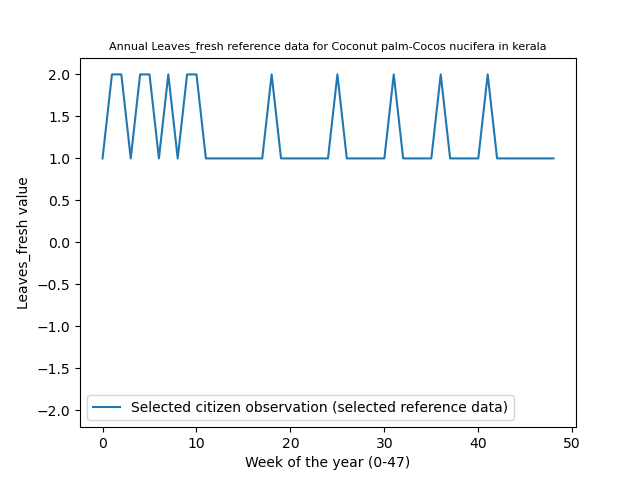 Annual Leaves_fresh reference data for Coconut palm-Cocos nucifera in kerala
2.0
1.5
1.0
0.5
0.0
−0.5
−1.0
−1.5
−2.0
Leaves_fresh value
Selected citizen observation (selected reference data)
0 10 20 30 40 50
Week of the year (0-47)